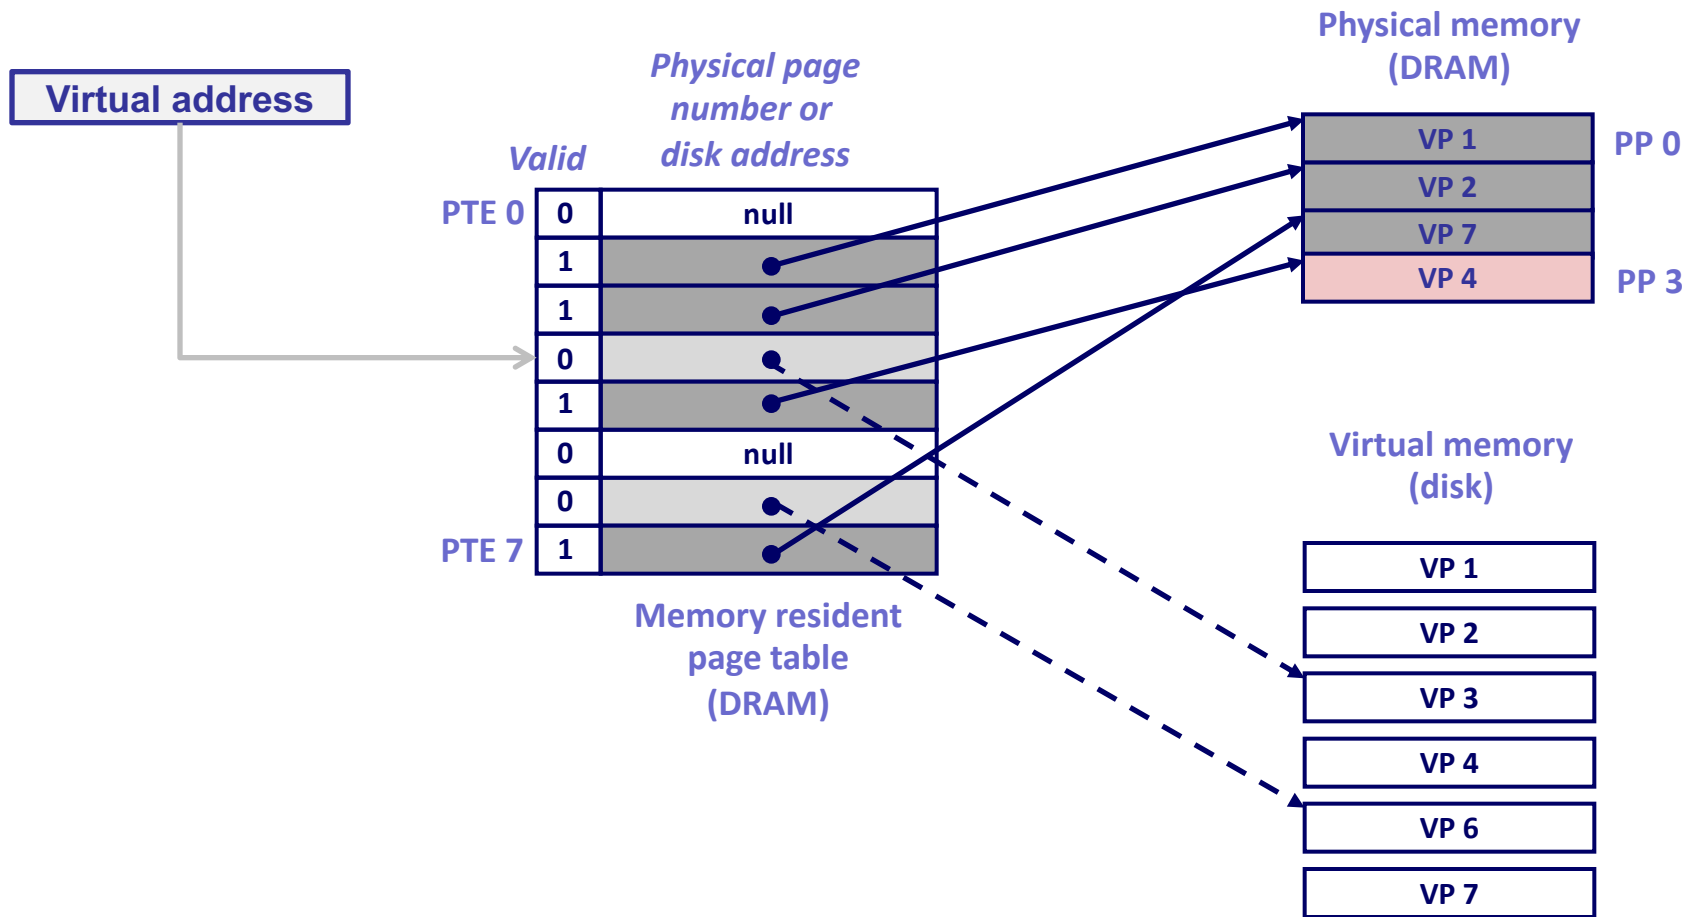 Virtual address
Physical page
number or
disk address
Valid
PTE 0
0
null
1
1
0
1
0
null
0
PTE 7
1
Memory resident
page table
(DRAM)
Physical memory
(DRAM)
VP 1
PP 0
VP 2
VP 7
VP 4
PP 3
Virtual memory
(disk)
VP 1
VP 2
VP 3
VP 4
VP 6
VP 7